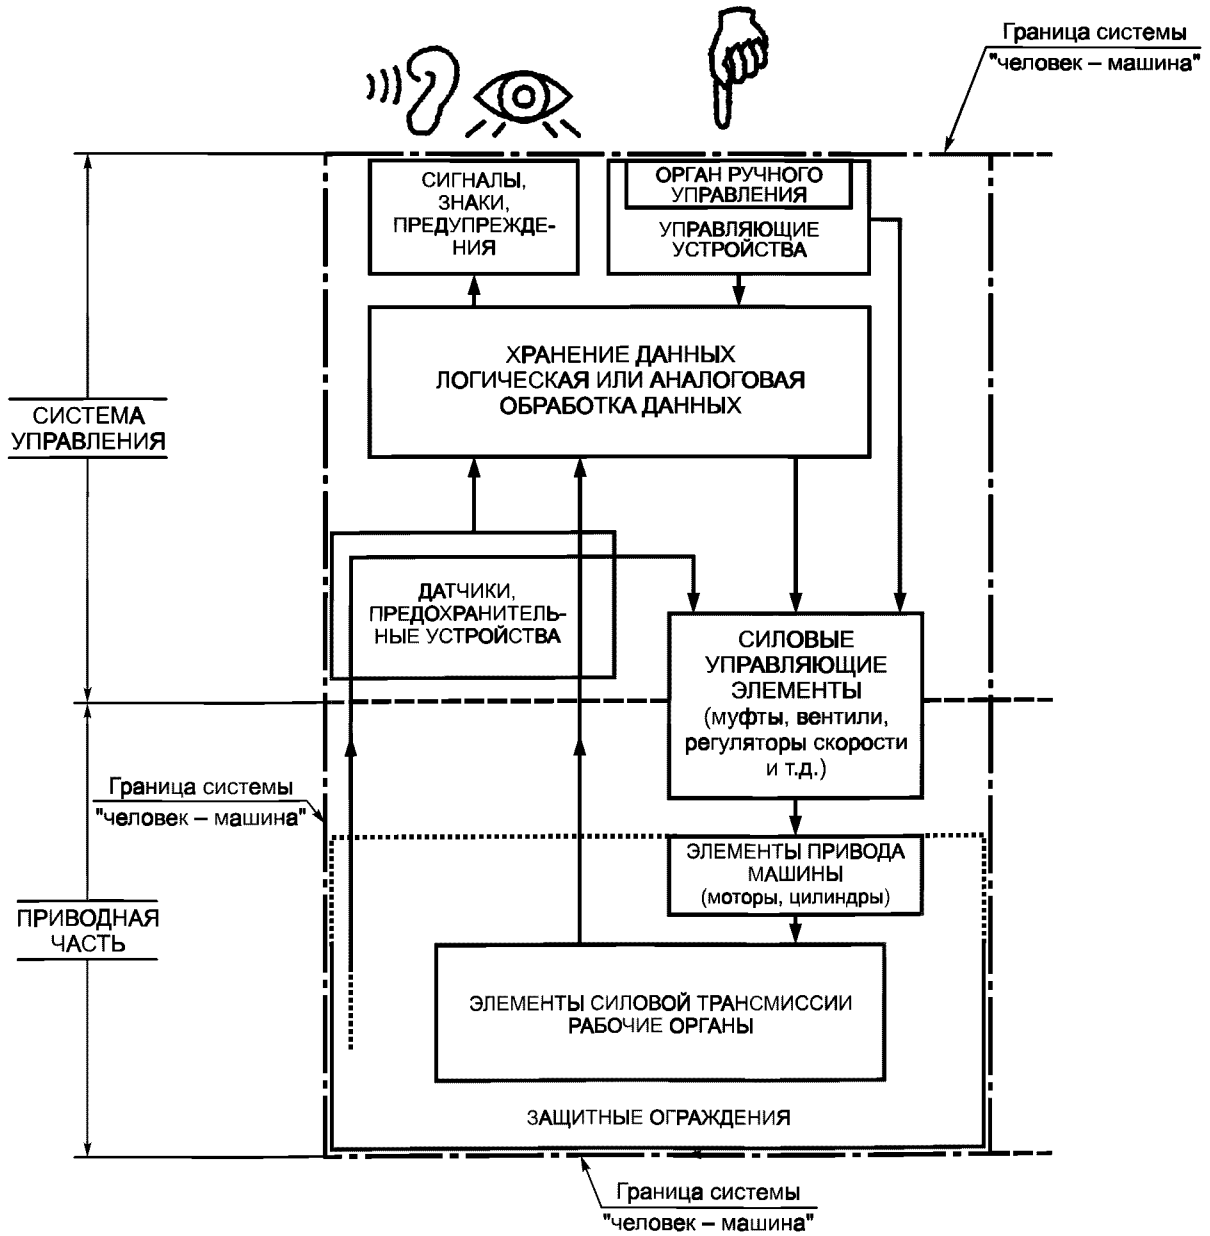 Граница системы
"человек – машина"
СИГНАЛЫ,
ЗНАКИ,
ПРЕДУПРЕЖДЕ-
НИЯ
ОРГАН РУЧНОГО
УПРАВЛЕНИЯ
УПРАВЛЯЮЩИЕ
УСТРОЙСТВА
ХРАНЕНИЕ ДАННЫХ
ЛОГИЧЕСКАЯ ИЛИ АНАЛОГОВАЯ
ОБРАБОТКА ДАННЫХ
СИСТЕМА
УПРАВЛЕНИЯ
ДАТЧИКИ,
ПРЕДОХРАНИТЕЛЬ-
НЫЕ УСТРОЙСТВА
СИЛОВЫЕ
УПРАВЛЯЮЩИЕ
ЭЛЕМЕНТЫ
(муфты, вентили,
регуляторы скорости
и т.д.)
Граница системы
"человек – машина"
ЭЛЕМЕНТЫ ПРИВОДА
МАШИНЫ
(моторы, цилиндры)
ПРИВОДНАЯ
ЧАСТЬ
ЭЛЕМЕНТЫ СИЛОВОЙ ТРАНСМИССИИ
РАБОЧИЕ ОРГАНЫ
ЗАЩИТНЫЕ ОГРАЖДЕНИЯ
Граница системы
"человек – машина"